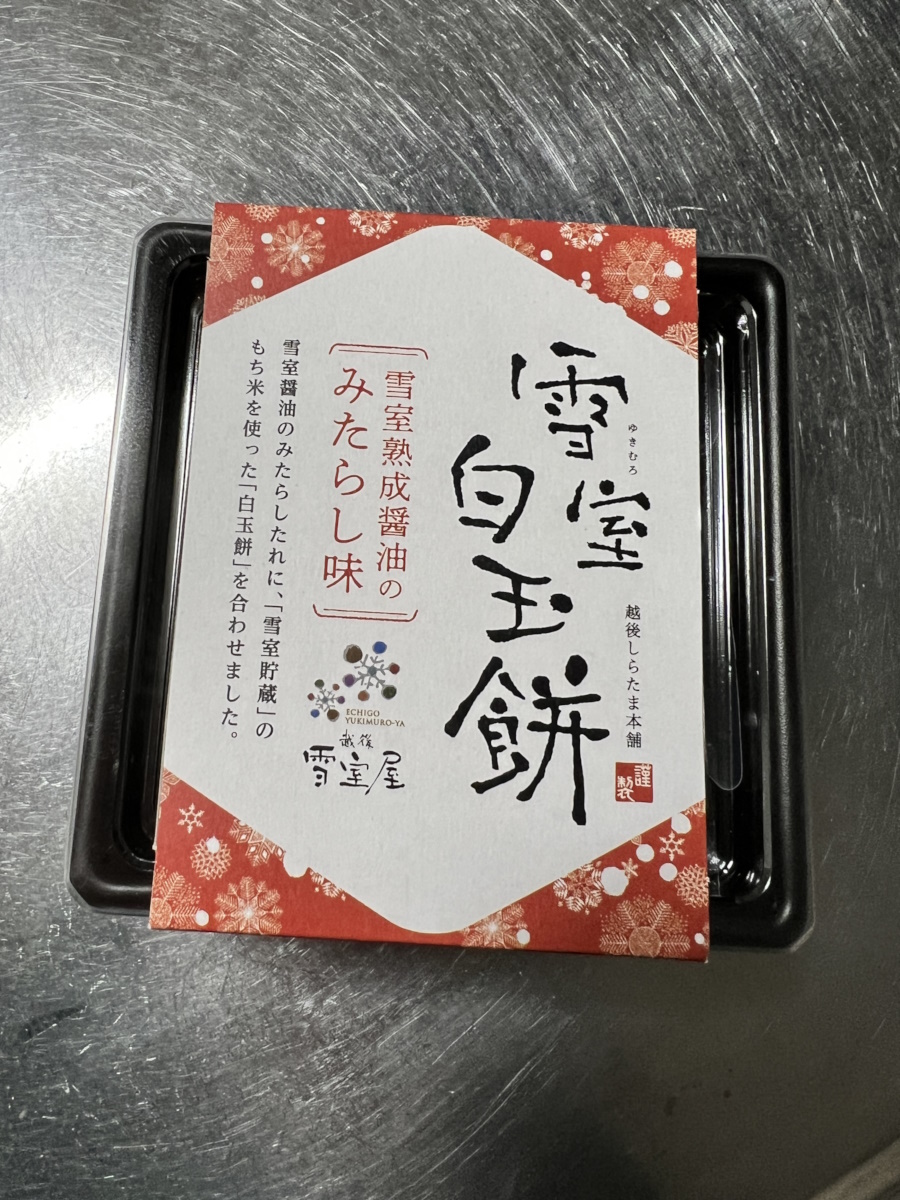 雪室
ゆきむろ
白玉餅
越後しらたま本舗
謹製
雪室熟成醤油の
みたらし味
雪室醤油のみたらしたれに、「雪室貯蔵」の
もち米を使った「白玉餅」を合わせました。
ECHIGO
YUKIMURO-YA
越後
雪室屋